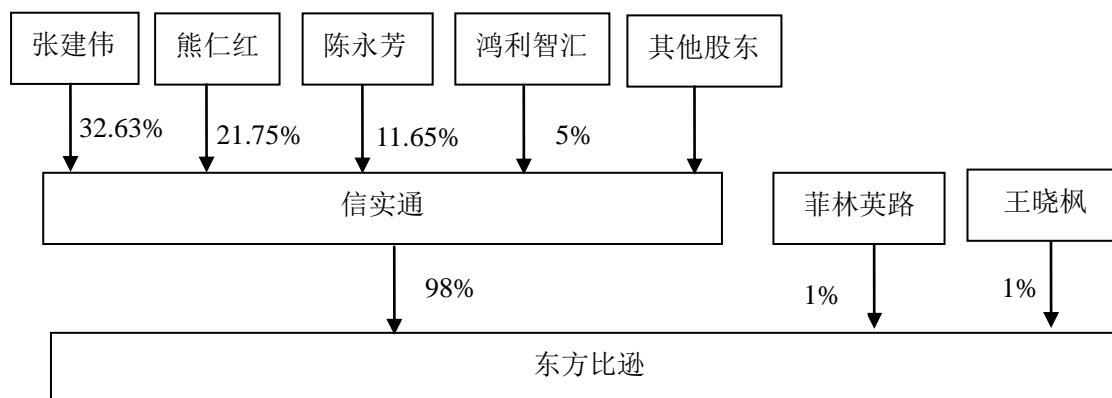 张建伟
熊仁红
陈永芳
鸿利智汇
其他股东
32.63%
21.75%
11.65%
5%
信实通
菲林英路
王晓枫
98%
1%
1%
东方比逊